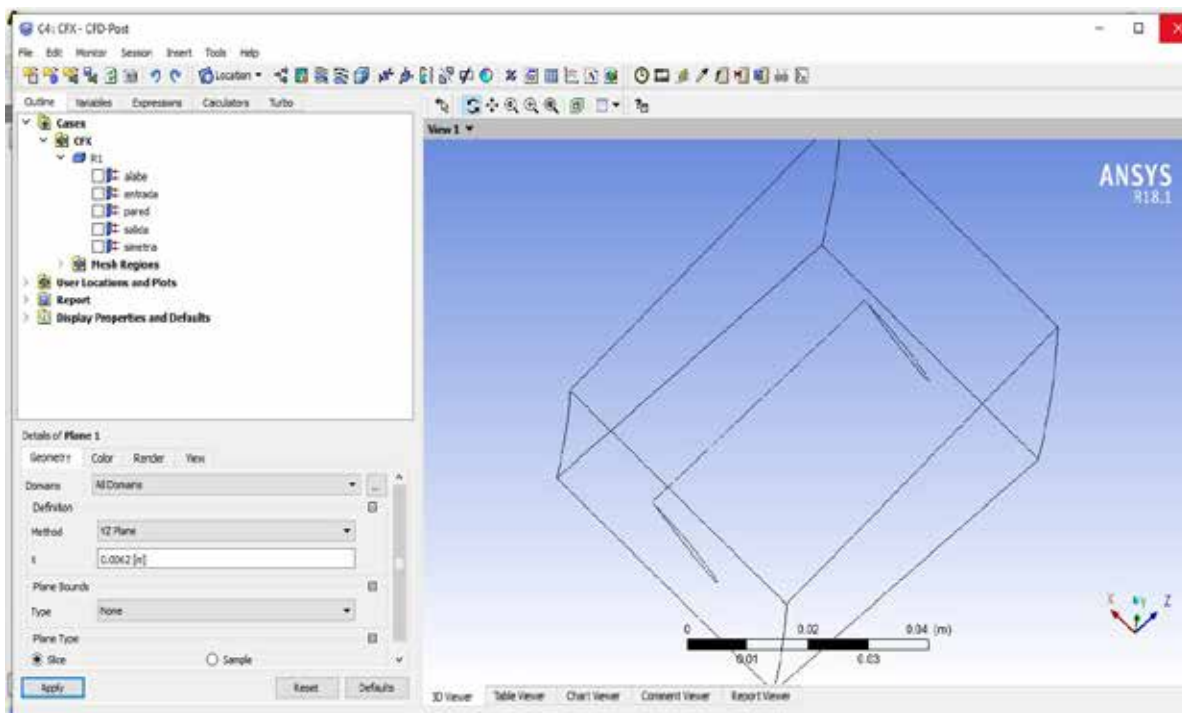 C4: CFX - CFD-Post
File Edit Monitor Session Insert Tools Help
Location
Outline Variables Expressions Calculators Turbo
Cases
CFX
R1
alabe
entrada
pared
salida
simetria
Mesh Regions
User Locations and Plots
Report
Display Properties and Defaults
Details of Plane 1
Geometry Color Render View
Domains All Domains ...
Definition
Method YZ Plane
X 0.0062 [m]
Plane Bounds
Type None
Plane Type
Slice Sample
Apply Reset Defaults
View 1
ANSYS
R18.1
0 0.02 0.04 (m)
0.01 0.03
X Y Z
3D Viewer Table Viewer Chart Viewer Comment Viewer Report Viewer